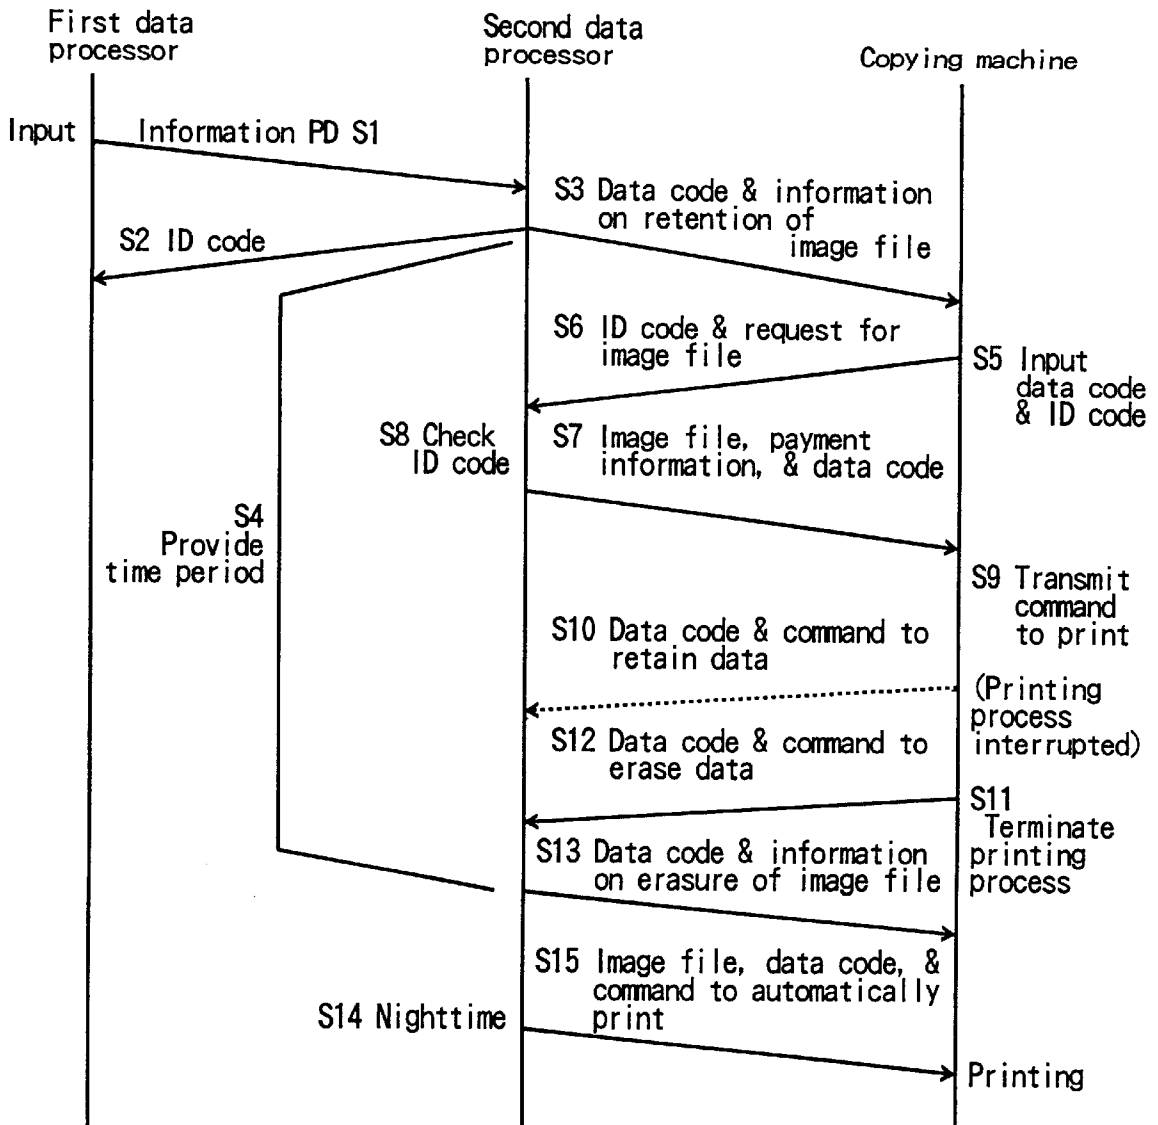 First data
processor
Second data
processor
Copying machine
Input
Information PD S1
S3 Data code & information
on retention of
image file
S2 ID code
S6 ID code & request for
image file
S5 Input
data code
& ID code
S8 Check
ID code
S7 Image file, payment
information, & data code
S4
Provide
time period
S9 Transmit
command
to print
S10 Data code & command to
retain data
(Printing
process
interrupted)
S12 Data code & command to
erase data
S11
Terminate
printing
process
S13 Data code & information
on erasure of image file
S15 Image file, data code, &
command to automatically
print
S14 Nighttime
Printing